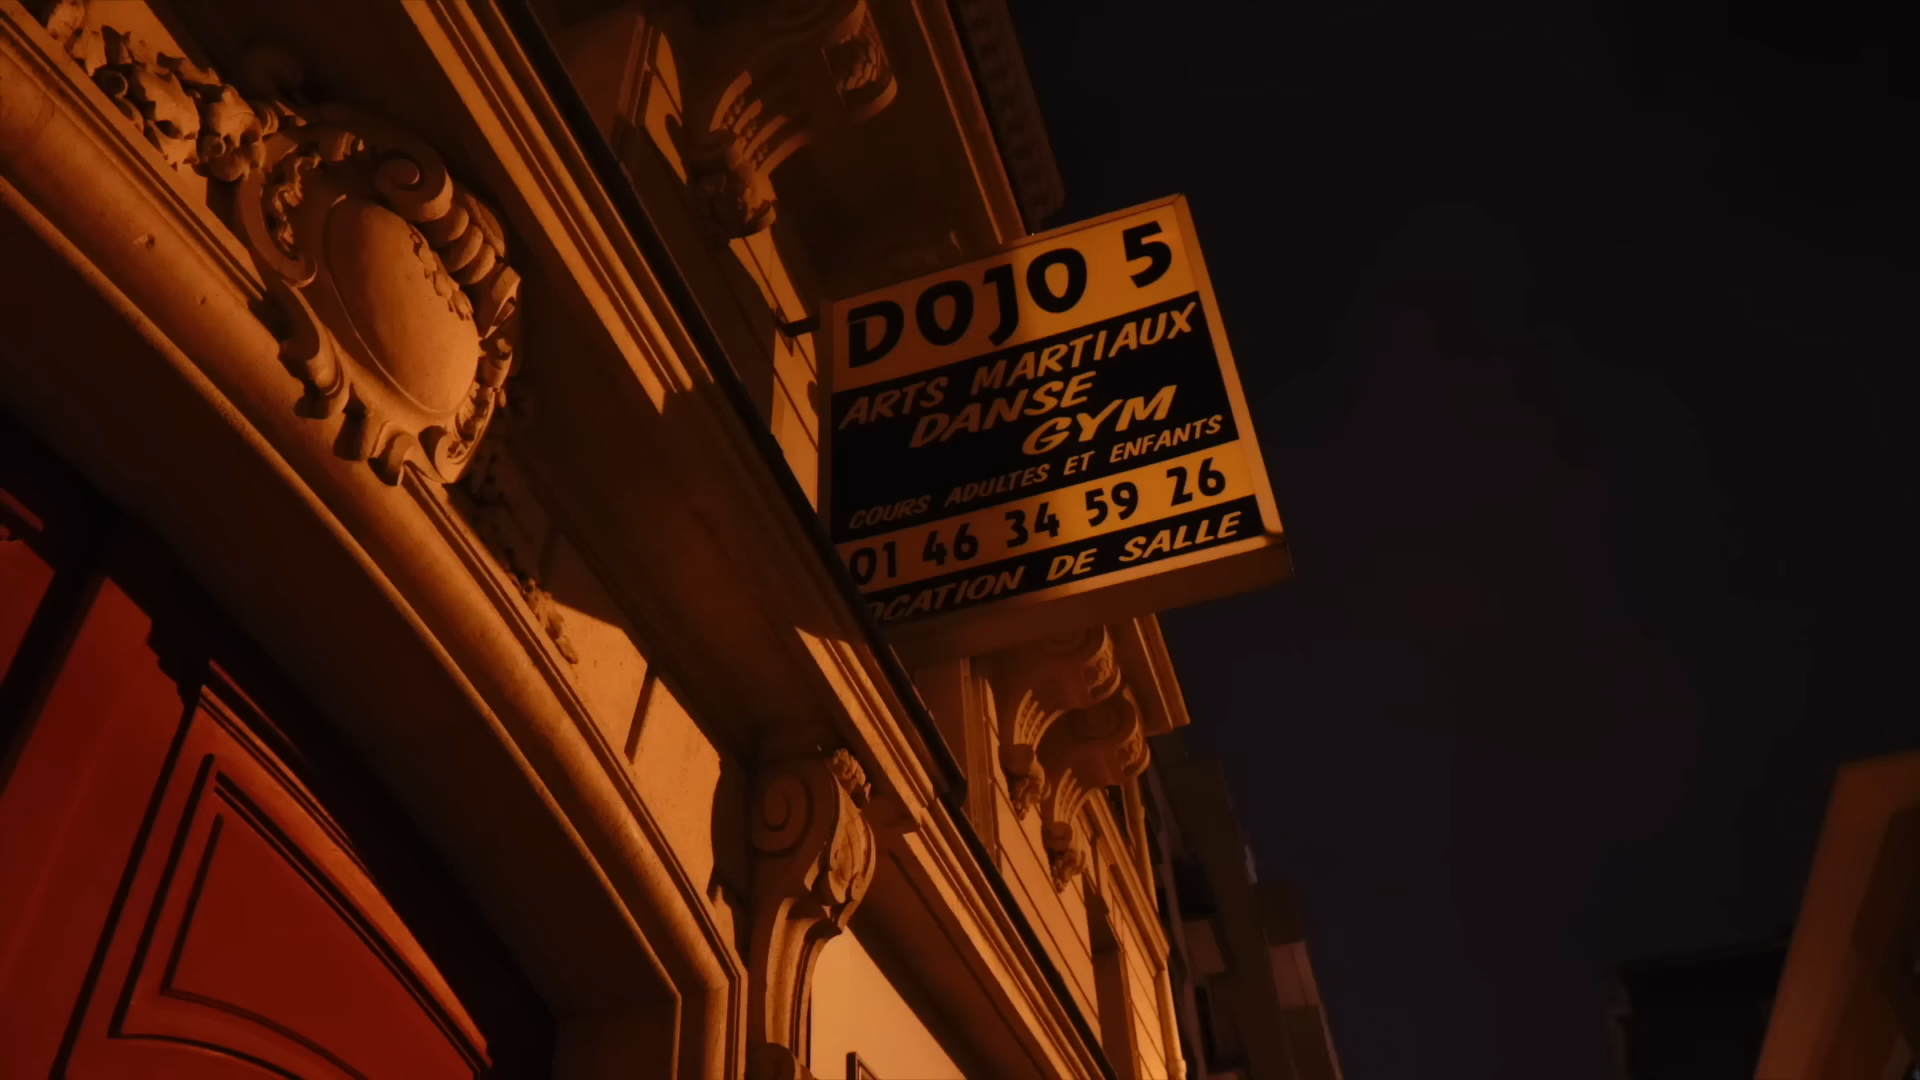 DOJO 5
ARTS MARTIAUX
DANSE
GYM
COURS ADULTES ET ENFANTS
01 46 34 59 26
OCATION DE SALLE